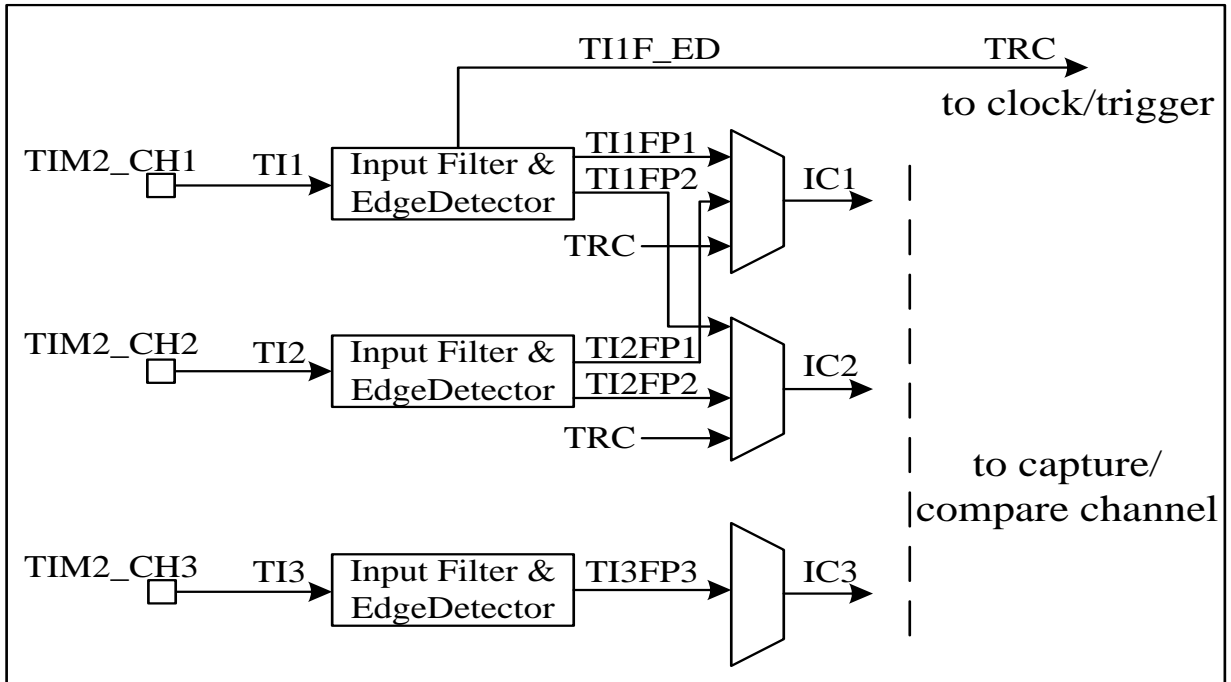 TI1F_ED
TRC
to clock/trigger
TIM2_CH1
TI1
Input Filter &
EdgeDetector
TI1FP1
TI1FP2
TRC
IC1
TIM2_CH2
TI2
Input Filter &
EdgeDetector
TI2FP1
TI2FP2
TRC
IC2
to capture/
compare channel
TIM2_CH3
TI3
Input Filter &
EdgeDetector
TI3FP3
IC3